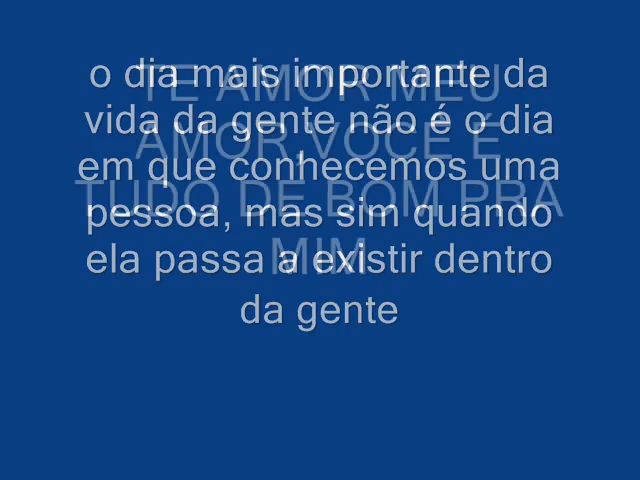 o dia mais importante da
vida da gente não é o dia
em que conhecemos uma
pessoa, mas sim quando
ela passa a existir dentro
da gente
TE AMOR MEU
AMOR,VOCÊ É
TUDO DE BOM PRA
MIM